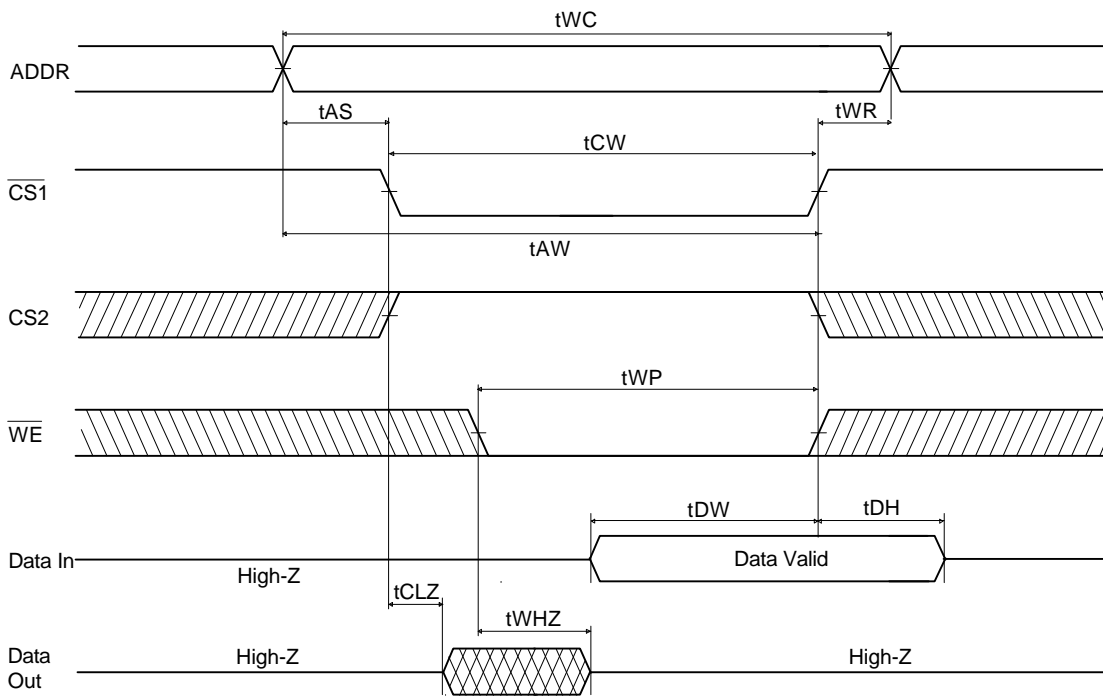 tWC
ADDR
tAS
tWR
tCW
CS1
tAW
CS2
tWP
WE
tDW
tDH
Data In
Data Valid
High-Z
tCLZ
tWHZ
Data
Out
High-Z
High-Z